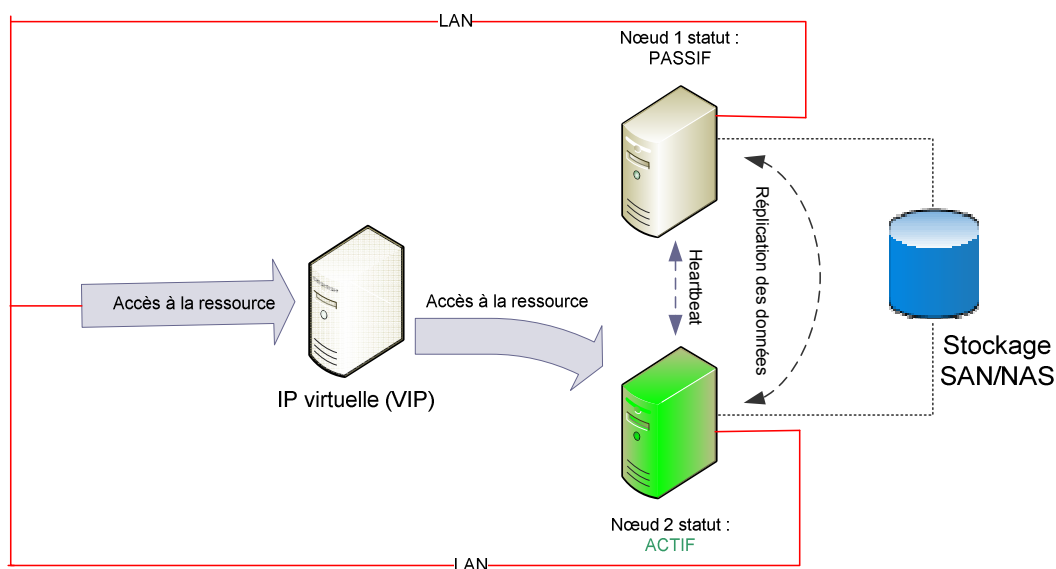 LAN
Nœud 1 statut :
PASSIF
Accès à la ressource
Accès à la ressource
IP virtuelle (VIP)
Heartbeat
Réplication des données
Stockage
SAN/NAS
Nœud 2 statut :
ACTIF
LAN